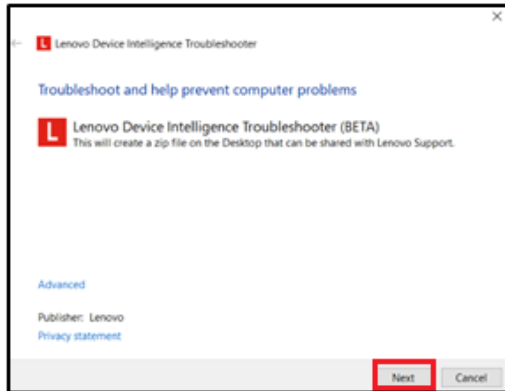 Lenovo Device Intelligence Troubleshooter
Troubleshoot and help prevent computer problems
L Lenovo Device Intelligence Troubleshooter (BETA)
This will create a zip file on the Desktop that can be shared with Lenovo Support.
Advanced
Publisher: Lenovo
Privacy statement
Next Cancel